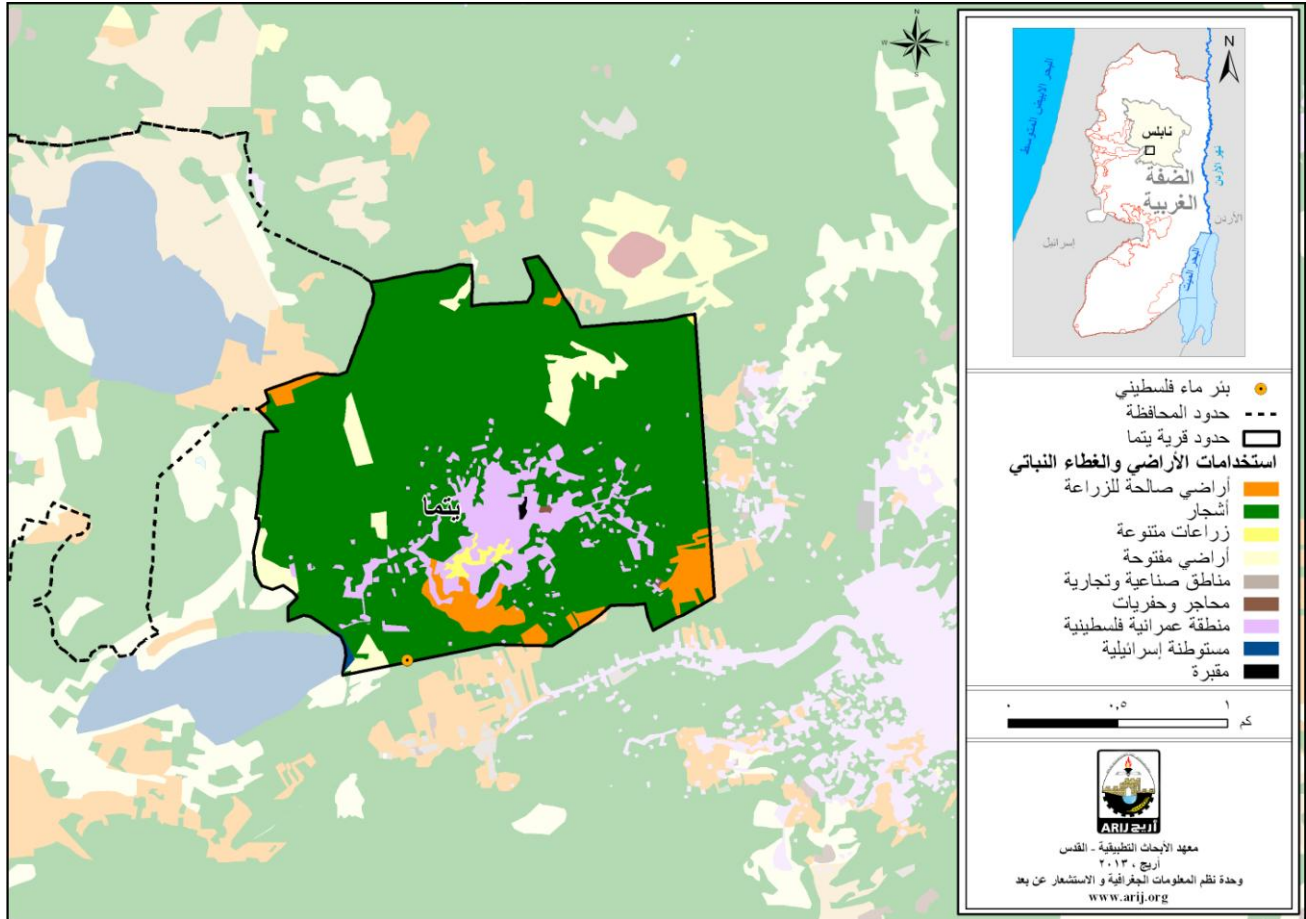 N
W
E
S
يتما
N
البحر الابيض المتوسط
نابلس
الضفة
الغربية
نهر الأردن
الأردن
إسرائيل
البحر الميت
بئر ماء فلسطيني
حدود المحافظة
حدود قرية يتما
استخدامات الأراضي والغطاء النباتي
أراضي صالحة للزراعة
أشجار
زراعات متنوعة
أراضي مفتوحة
مناطق صناعية وتجارية
محاجر وحفريات
منطقة عمرانية فلسطينية
مستوطنة إسرائيلية
مقبرة
٠ ٠,٥ ١
كم
ARIJ أريج
معهد الأبحاث التطبيقية - القدس
أريج ، ٢٠١٣
وحدة نظم المعلومات الجغرافية و الاستشعار عن بعد
www.arij.org